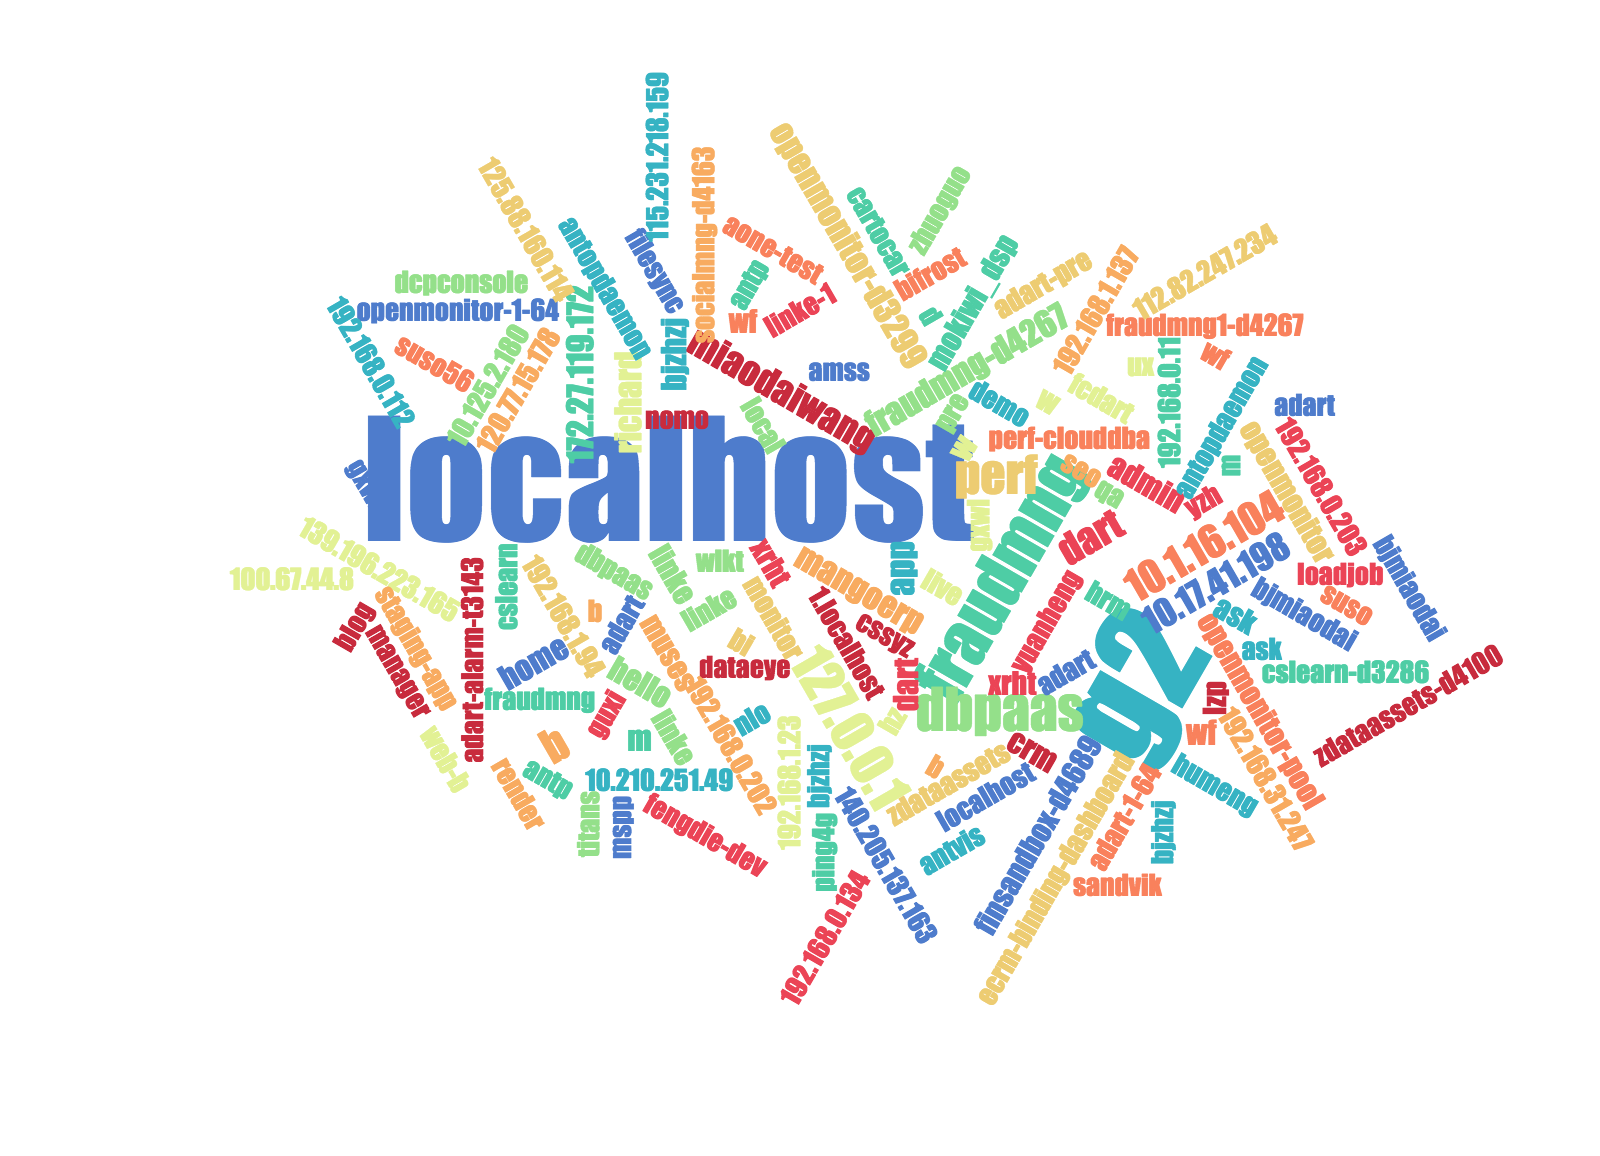 115.231.218.159
openmonitor-d3299
125.88.160.114
socialmng-d4163
zhuoguo
cartocar
antopdaemon
filesync
aone-test
bifrost
mokiwi_dsp
112.82.247.234
192.168.1.137
adart-pre
dcpconsole
antq
openmonitor-1-64
linke-1
wf
d
fraudmng1-d4267
192.168.0.112
172.27.119.172
bjzhzj
miaodaiwang
fraudmng-d4267
192.168.0.11
wf
suso56
10.125.2.180
120.77.15.178
richard
amss
ux
antopdaemon
demo
w
fcdart
adart
nomo
local
pre
perf-clouddba
openmonitor
192.168.0.203
localhost
w
perf
seo
qa
admin
yzh
m
gxwl
fraudmng
dart
10.1.16.104
10.17.41.198
bjmiaodai
139.196.223.165
100.67.44.8
adart-alarm-t3143
cslearn
192.168.1.94
dbpaas
linke
wlkt
xrht
mangoerp
app
live
loadjob
suso
bjmiaodai
blog
manager
staging-app
b
adart
linke
monitor
1.localhost
cssyz
yuanheng
hrm
ask
ask
home
hello
muses
bj
dataeye
127.0.0.1
dart
xrht
adart
g2
openmonitor-pool
cslearn-d3286
zdataassets-d4100
fraudmng
guxi
192.168.0.202
nlo
bz
dbpaas
lzp
wf
192.168.31.247
web-b
b
m
linke
192.168.1.23
bjzhzj
crm
render
antp
10.210.251.49
b
zdataassets
localhost
finsandbox-d4689
ecrm-binding-dashboard
adart-1-64
humeng
titans
mspp
fengdie-dev
ping4g
140.205.137.163
antvis
bjzhzj
sandvik
192.168.0.134